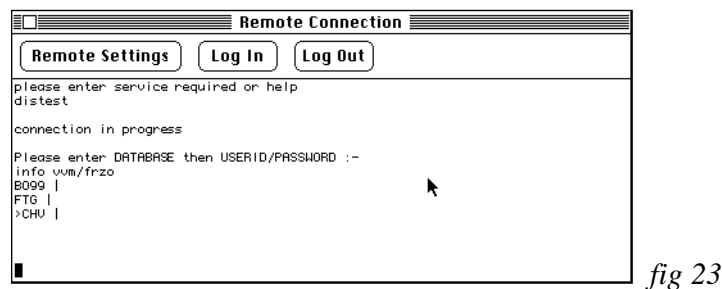 Remote Connection
Remote Settings Log In Log Out
please enter service required or help
distest
connection in progress
Please enter DATABASE then USERID/PASSWORD :-
info vvm/frzo
BO99 |
FTG |
>CHV |
fig 23